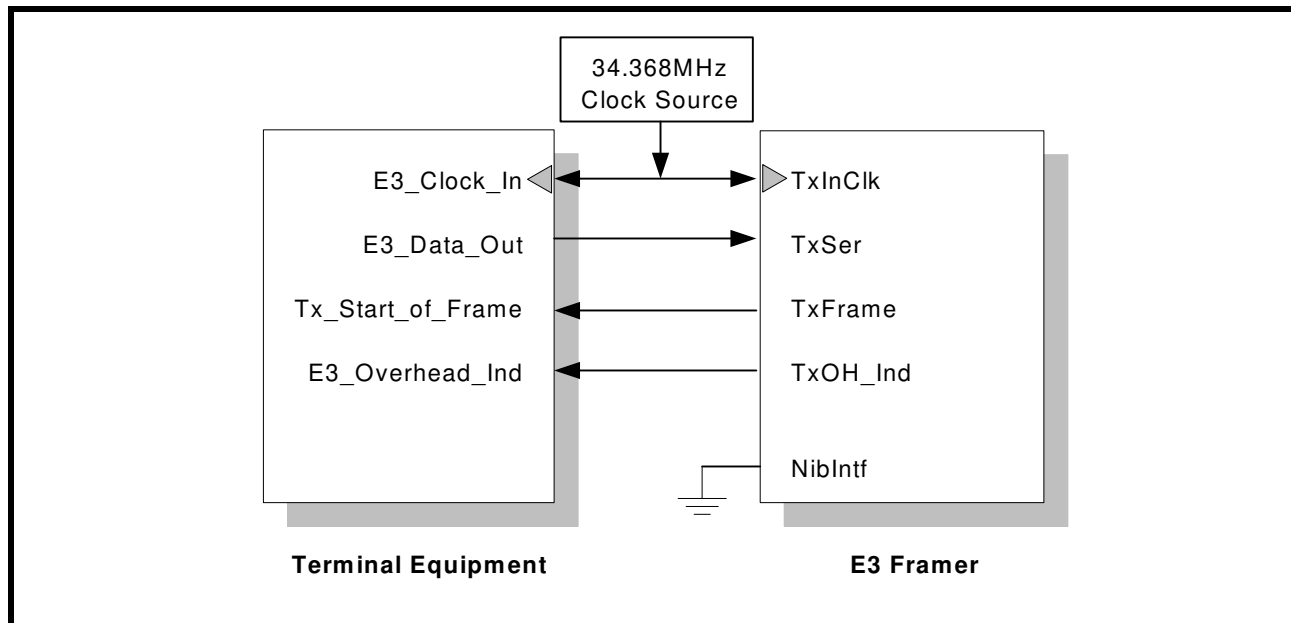 34.368MHz
Clock Source
E3_Clock_In
TxInClk
E3_Data_Out
TxSer
Tx_Start_of_Frame
TxFrame
E3_Overhead_Ind
TxOH_Ind
NibIntf
Terminal Equipment
E3 Framer